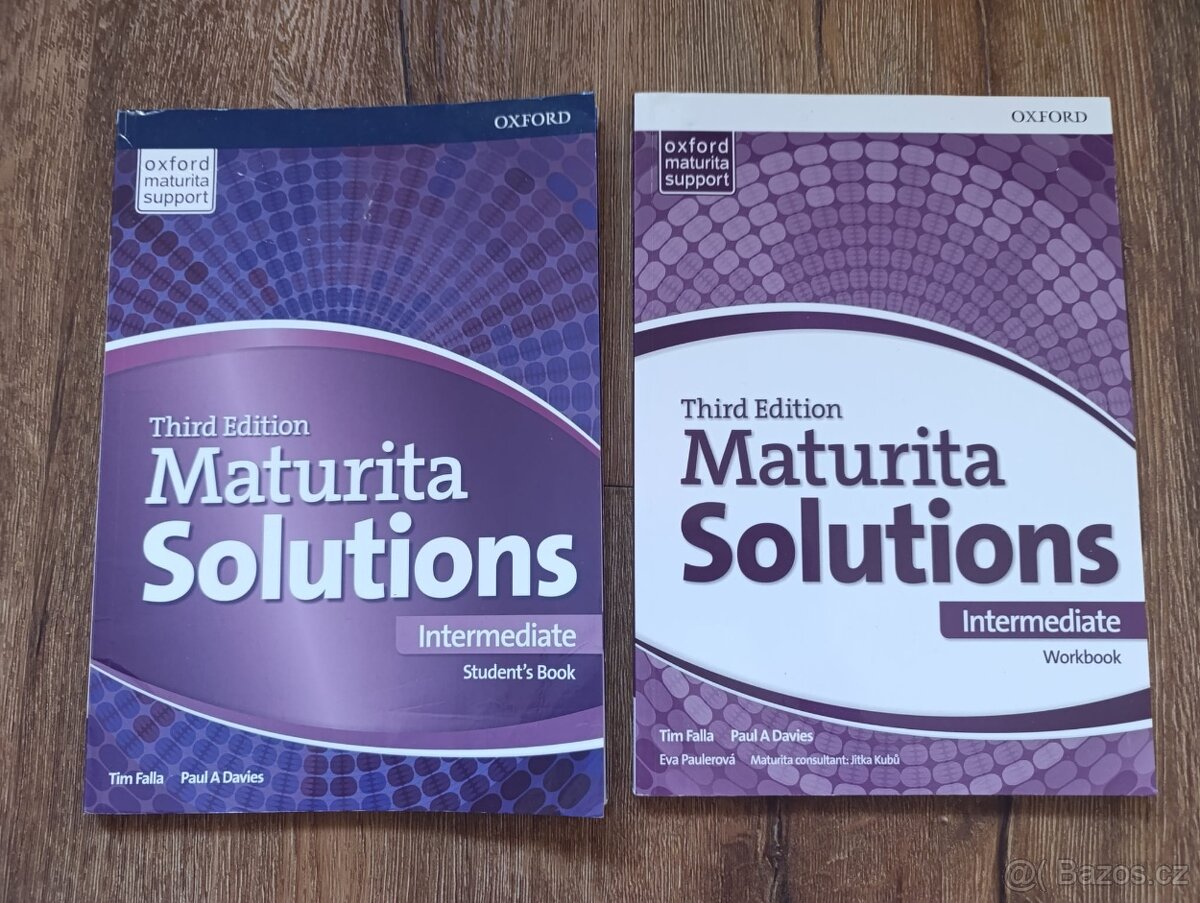 OXFORD
oxford
maturita
support
Third Edition
Maturita
Solutions
Intermediate
Student's Book
Tim Falla Paul A Davies
OXFORD
oxford
maturita
support
Third Edition
Maturita
Solutions
Intermediate
Workbook
Tim Falla Paul A Davies
Eva Paulerová Maturita consultant: Jitka Kubů
@( Bazos.cz